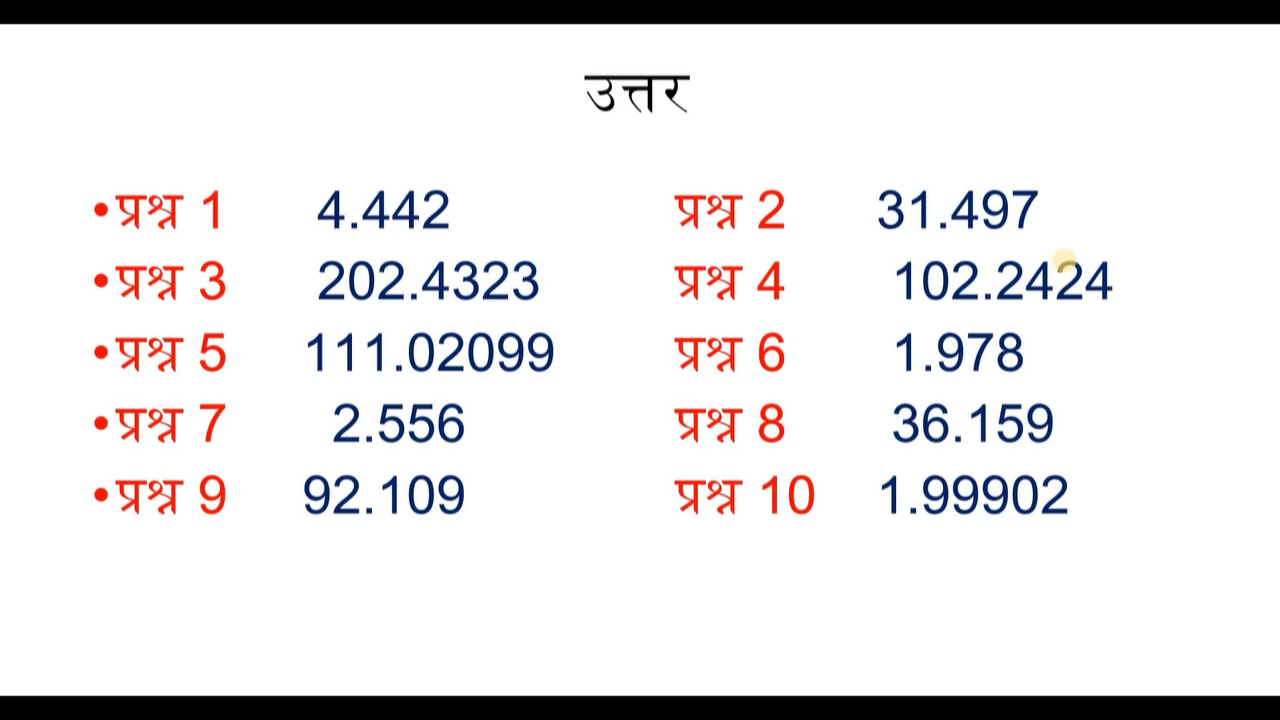 उत्तर
•प्रश्न 1 4.442 प्रश्न 2 31.497
•प्रश्न 3 202.4323 प्रश्न 4 102.2424
•प्रश्न 5 111.02099 प्रश्न 6 1.978
•प्रश्न 7 2.556 प्रश्न 8 36.159
•प्रश्न 9 92.109 प्रश्न 10 1.99902